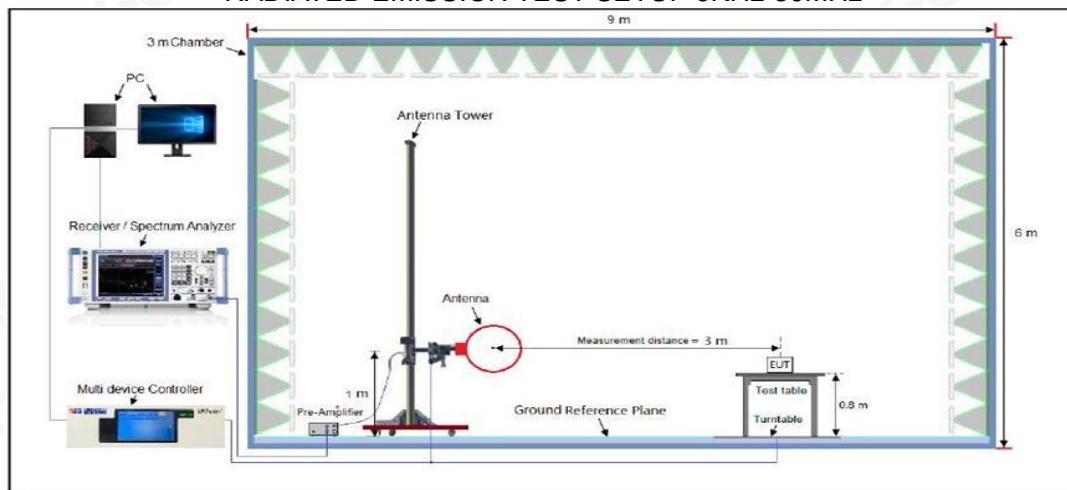 RADIATED EMISSION TEST SETUP 9KHz-30MHz
9 m
3 m Chamber
PC
Antenna Tower
Receiver / Spectrum Analyzer
6 m
Antenna
Measurement distance = 3 m
EUT
Multi device Controller
1 m
Test table
0.8 m
Pre-Amplifier
Ground Reference Plane
Turntable